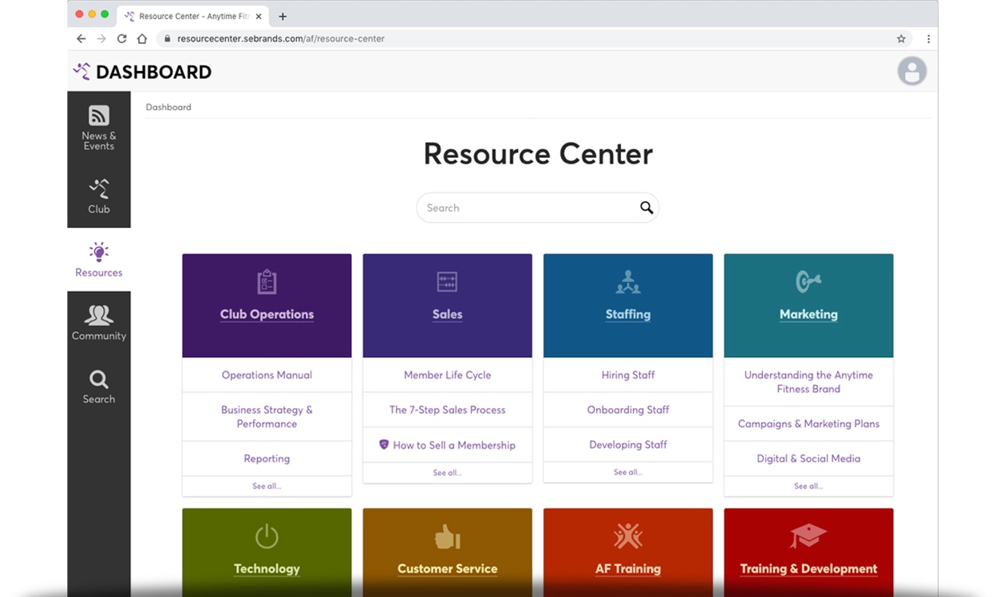 Resource Center - Anytime Fit
resourcecenter.sebrands.com/af/resource-center
DASHBOARD
News &
Events
Club
Resources
Community
Search
Dashboard
Resource Center
Search
Club Operations
Operations Manual
Business Strategy &
Performance
Reporting
See all...
Sales
Member Life Cycle
The 7-Step Sales Process
How to Sell a Membership
See all...
Staffing
Hiring Staff
Onboarding Staff
Developing Staff
See all...
Marketing
Understanding the Anytime
Fitness Brand
Campaigns & Marketing Plans
Digital & Social Media
See all...
Technology
Customer Service
AF Training
Training & Development